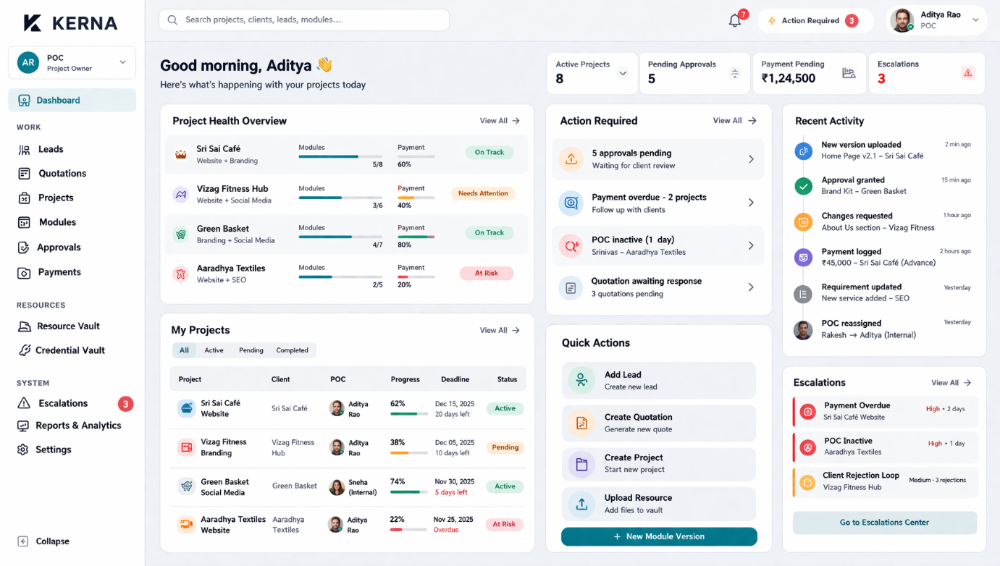 KERNA
AR
POC
Project Owner
Dashboard
WORK
Leads
Quotations
Projects
Modules
Approvals
Payments
RESOURCES
Resource Vault
Credential Vault
SYSTEM
Escalations
3
Reports & Analytics
Settings
Collapse
Search projects, clients, leads, modules...
7
Action Required
3
Aditya Rao
POC
Good morning, Aditya 👋
Here's what's happening with your projects today
Active Projects
8
Pending Approvals
5
Payment Pending
₹1,24,500
Escalations
3
Project Health Overview
View All →
Sri Sai Café
Website + Branding
Modules
5/8
Payment
60%
On Track
Vizag Fitness Hub
Website + Social Media
Modules
3/6
Payment
40%
Needs Attention
Green Basket
Branding + Social Media
Modules
4/7
Payment
80%
On Track
Aaradhya Textiles
Website + SEO
Modules
2/5
Payment
20%
At Risk
My Projects
View All →
All
Active
Pending
Completed
Project
Client
POC
Progress
Deadline
Status
Sri Sai Café
Website
Sri Sai Café
Aditya
Rao
62%
Dec 15, 2025
20 days left
Active
Vizag Fitness
Branding
Vizag Fitness
Hub
Aditya
Rao
38%
Dec 05, 2025
10 days left
Pending
Green Basket
Social Media
Green Basket
Sneha
(Internal)
74%
Nov 30, 2025
5 days left
Active
Aaradhya Textiles
Website
Aaradhya
Textiles
Aditya
Rao
22%
Nov 25, 2025
Overdue
At Risk
Action Required
View All →
5 approvals pending
Waiting for client review
Payment overdue - 2 projects
Follow up with clients
POC inactive (1 day)
Srinivas – Aaradhya Textiles
Quotation awaiting response
3 quotations pending
Quick Actions
Add Lead
Create new lead
Create Quotation
Generate new quote
Create Project
Start new project
Upload Resource
Add files to vault
+ New Module Version
Recent Activity
New version uploaded
2 min ago
Home Page v2.1 – Sri Sai Café
Approval granted
15 min ago
Brand Kit – Green Basket
Changes requested
1 hour ago
About Us section – Vizag Fitness
Payment logged
2 hours ago
₹45,000 – Sri Sai Café (Advance)
Requirement updated
Yesterday
New service added – SEO
POC reassigned
Yesterday
Rakesh → Aditya (Internal)
Escalations
View All →
Payment Overdue
Sri Sai Café Website
High • 2 days
POC Inactive
Aaradhya Textiles
High • 1 day
Client Rejection Loop
Vizag Fitness Hub
Medium • 3 rejections
Go to Escalations Center